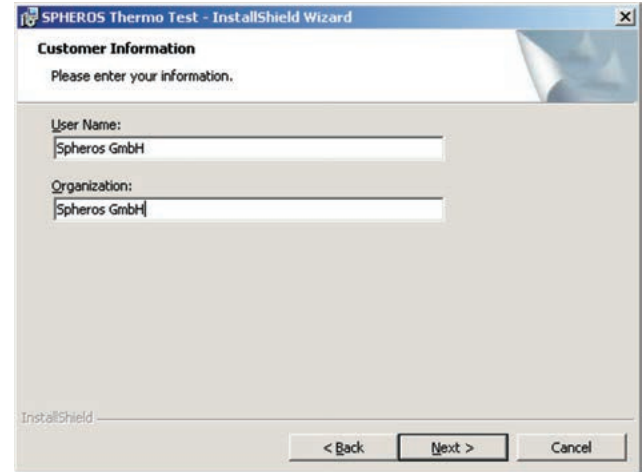 SPHEROS Thermo Test - InstallShield Wizard
Customer Information
Please enter your information.
User Name:
Spheros GmbH
Organization:
Spheros GmbH
InstallShield
< Back Next > Cancel